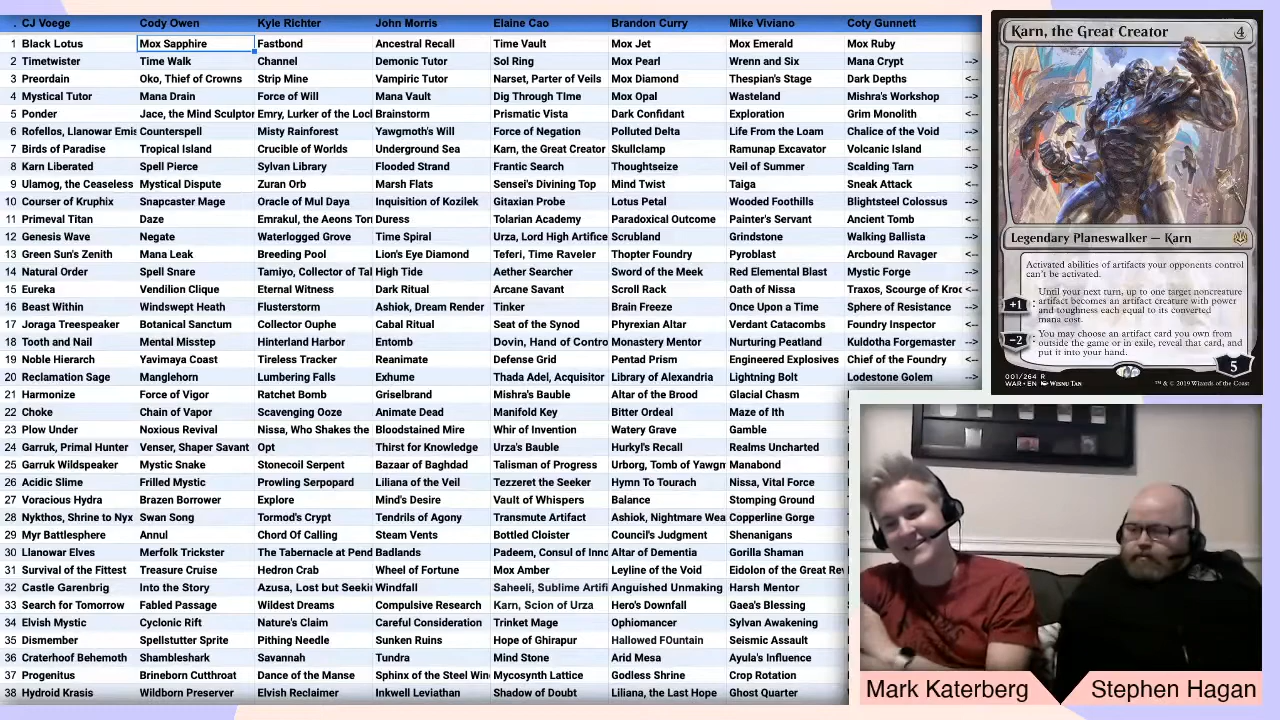 . CJ Voege Cody Owen Kyle Richter John Morris Elaine Cao Brandon Curry Mike Viviano Coty Gunnett
1 Black Lotus Mox Sapphire Fastbond Ancestral Recall Time Vault Mox Jet Mox Emerald Mox Ruby
2 Timetwister Time Walk Channel Demonic Tutor Sol Ring Mox Pearl Wrenn and Six Mana Crypt -->
3 Preordain Oko, Thief of Crowns Strip Mine Vampiric Tutor Narset, Parter of Veils Mox Diamond Thespian's Stage Dark Depths <--
4 Mystical Tutor Mana Drain Force of Will Mana Vault Dig Through TIme Mox Opal Wasteland Mishra's Workshop -->
5 Ponder Jace, the Mind Sculptor Emry, Lurker of the Locl Brainstorm Prismatic Vista Dark Confidant Exploration Grim Monolith <--
6 Rofellos, Llanowar Emis Counterspell Misty Rainforest Yawgmoth's Will Force of Negation Polluted Delta Life From the Loam Chalice of the Void -->
7 Birds of Paradise Tropical Island Crucible of Worlds Underground Sea Karn, the Great Creator Skullclamp Ramunap Excavator Volcanic Island <--
8 Karn Liberated Spell Pierce Sylvan Library Flooded Strand Frantic Search Thoughtseize Veil of Summer Scalding Tarn -->
9 Ulamog, the Ceaseless Mystical Dispute Zuran Orb Marsh Flats Sensei's Divining Top Mind Twist Taiga Sneak Attack <--
10 Courser of Kruphix Snapcaster Mage Oracle of Mul Daya Inquisition of Kozilek Gitaxian Probe Lotus Petal Wooded Foothills Blightsteel Colossus -->
11 Primeval Titan Daze Emrakul, the Aeons Torn Duress Tolarian Academy Paradoxical Outcome Painter's Servant Ancient Tomb <--
12 Genesis Wave Negate Waterlogged Grove Time Spiral Urza, Lord High Artifice Scrubland Grindstone Walking Ballista -->
13 Green Sun's Zenith Mana Leak Breeding Pool Lion's Eye Diamond Teferi, Time Raveler Thopter Foundry Pyroblast Arcbound Ravager <--
14 Natural Order Spell Snare Tamiyo, Collector of Tal High Tide Aether Searcher Sword of the Meek Red Elemental Blast Mystic Forge -->
15 Eureka Vendilion Clique Eternal Witness Dark Ritual Arcane Savant Scroll Rack Oath of Nissa Traxos, Scourge of Kroc <--
16 Beast Within Windswept Heath Flusterstorm Ashiok, Dream Render Tinker Brain Freeze Once Upon a Time Sphere of Resistance -->
17 Joraga Treespeaker Botanical Sanctum Collector Ouphe Cabal Ritual Seat of the Synod Phyrexian Altar Verdant Catacombs Foundry Inspector <--
18 Tooth and Nail Mental Misstep Hinterland Harbor Entomb Dovin, Hand of Contro Monastery Mentor Nurturing Peatland Kuldotha Forgemaster -->
19 Noble Hierarch Yavimaya Coast Tireless Tracker Reanimate Defense Grid Pentad Prism Engineered Explosives Chief of the Foundry <--
20 Reclamation Sage Manglehorn Lumbering Falls Exhume Thada Adel, Acquisitor Library of Alexandria Lightning Bolt Lodestone Golem -->
21 Harmonize Force of Vigor Ratchet Bomb Griselbrand Mishra's Bauble Altar of the Brood Glacial Chasm
22 Choke Chain of Vapor Scavenging Ooze Animate Dead Manifold Key Bitter Ordeal Maze of Ith
23 Plow Under Noxious Revival Nissa, Who Shakes the Bloodstained Mire Whir of Invention Watery Grave Gamble
24 Garruk, Primal Hunter Venser, Shaper Savant Opt Thirst for Knowledge Urza's Bauble Hurkyl's Recall Realms Uncharted
25 Garruk Wildspeaker Mystic Snake Stonecoil Serpent Bazaar of Baghdad Talisman of Progress Urborg, Tomb of Yawgm Manabond
26 Acidic Slime Frilled Mystic Prowling Serpopard Liliana of the Veil Tezzeret the Seeker Hymn To Tourach Nissa, Vital Force
27 Voracious Hydra Brazen Borrower Explore Mind's Desire Vault of Whispers Balance Stomping Ground
28 Nykthos, Shrine to Nyx Swan Song Tormod's Crypt Tendrils of Agony Transmute Artifact Ashiok, Nightmare Wea Copperline Gorge
29 Myr Battlesphere Annul Chord Of Calling Steam Vents Bottled Cloister Council's Judgment Shenanigans
30 Llanowar Elves Merfolk Trickster The Tabernacle at Pend Badlands Padeem, Consul of Inno Altar of Dementia Gorilla Shaman
31 Survival of the Fittest Treasure Cruise Hedron Crab Wheel of Fortune Mox Amber Leyline of the Void Eidolon of the Great Rev
32 Castle Garenbrig Into the Story Azusa, Lost but Seekin Windfall Saheeli, Sublime Artifi Anguished Unmaking Harsh Mentor
33 Search for Tomorrow Fabled Passage Wildest Dreams Compulsive Research Karn, Scion of Urza Hero's Downfall Gaea's Blessing
34 Elvish Mystic Cyclonic Rift Nature's Claim Careful Consideration Trinket Mage Ophiomancer Sylvan Awakening
35 Dismember Spellstutter Sprite Pithing Needle Sunken Ruins Hope of Ghirapur Hallowed FOuntain Seismic Assault
36 Craterhoof Behemoth Shambleshark Savannah Tundra Mind Stone Arid Mesa Ayula's Influence
37 Progenitus Brineborn Cutthroat Dance of the Manse Sphinx of the Steel Win Mycosynth Lattice Godless Shrine Crop Rotation
38 Hydroid Krasis Wildborn Preserver Elvish Reclaimer Inkwell Leviathan Shadow of Doubt Liliana, the Last Hope Ghost Quarter
Karn, the Great Creator 4
Legendary Planeswalker — Karn
Activated abilities of artifacts your opponents control
can't be activated.
Until your next turn, up to one target noncreature
+1 : artifact becomes an artifact creature with power
and toughness each equal to its converted
mana cost.
-2 : You may choose an artifact card you own from
outside the game or in exile, reveal that card, and
put it into your hand.
5
001/264 R
WAR • EN Wisnu Tan
™ & © 2019 Wizards of the Coast
Mark Katerberg
Stephen Hagan